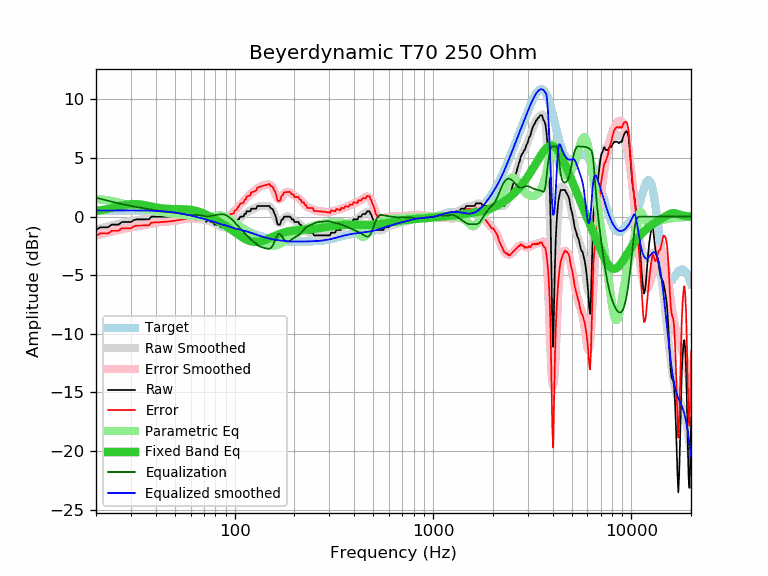 Beyerdynamic T70 250 Ohm
Amplitude (dBr)
10
5
0
−5
−10
−15
−20
−25
Target
Raw Smoothed
Error Smoothed
Raw
Error
Parametric Eq
Fixed Band Eq
Equalization
Equalized smoothed
100
1000
10000
Frequency (Hz)